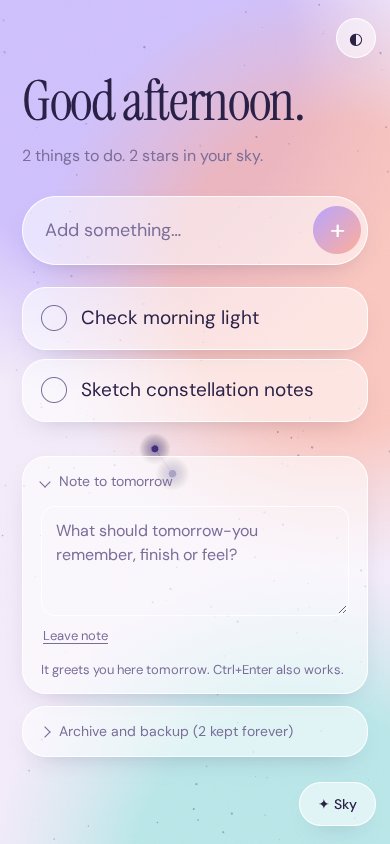 Good afternoon.
2 things to do. 2 stars in your sky.
Add something...
+
Check morning light
Sketch constellation notes
Note to tomorrow
What should tomorrow-you
remember, finish or feel?
Leave note
It greets you here tomorrow. Ctrl+Enter also works.
Archive and backup (2 kept forever)
✦ Sky